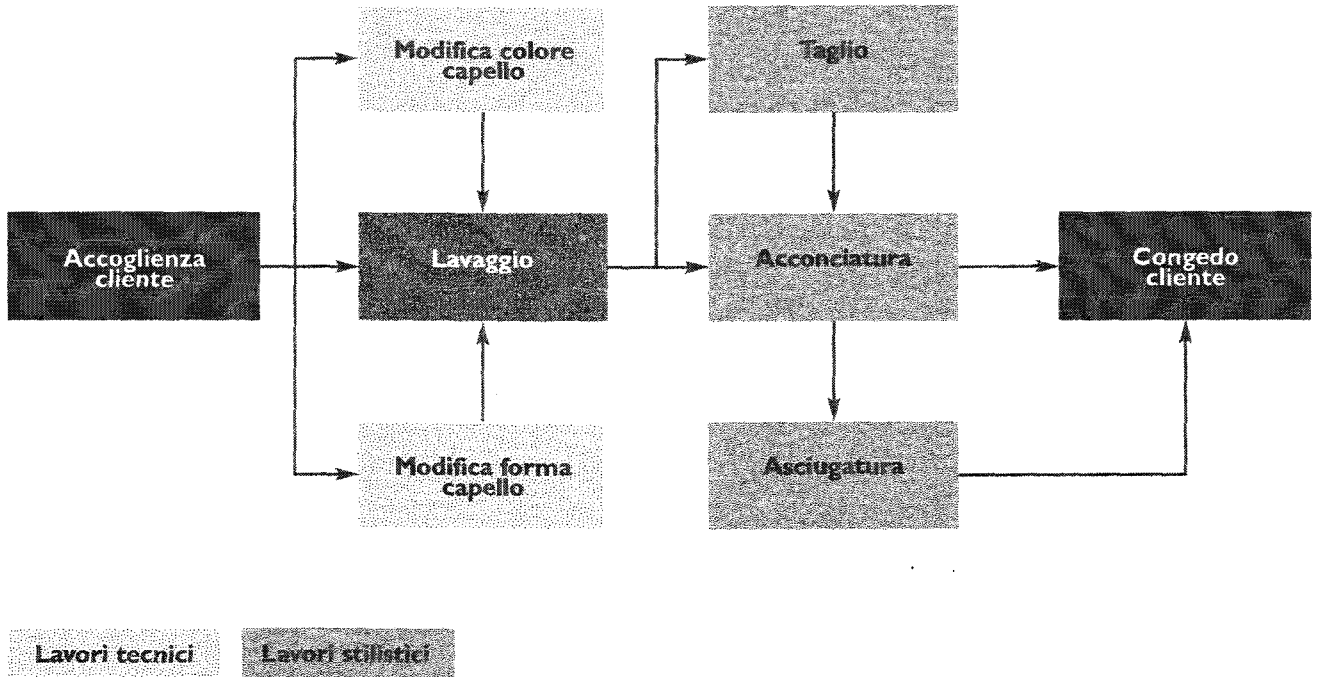 Modifica colore
capello
Taglio
Accoglienza
cliente
Lavaggio
Acconciatura
Congedo
cliente
Modifica forma
capello
Asciugatura
Lavori tecnici
Lavori stilistici